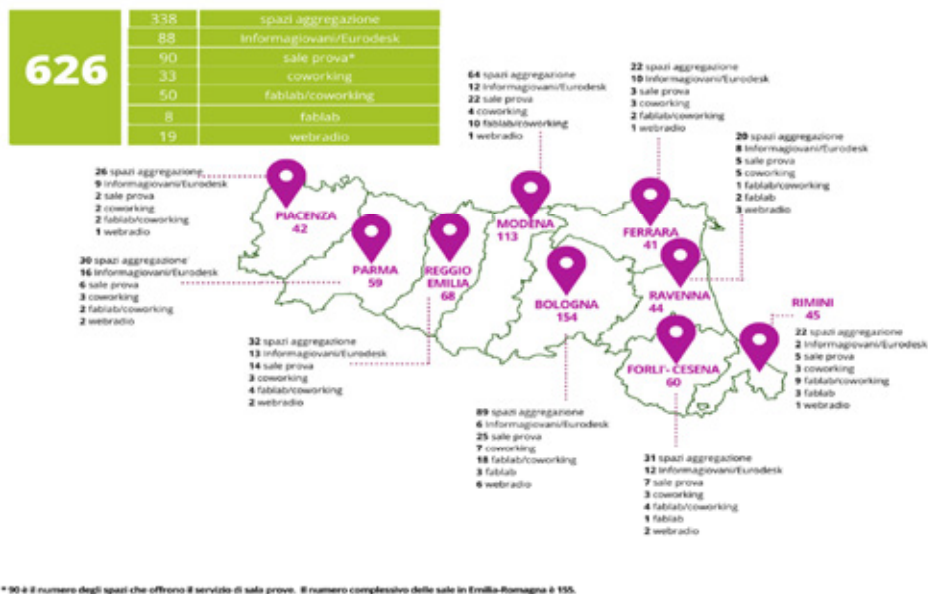 626
338 spazi aggregazione
88 Informagiovani/Eurodesk
90 sale prova*
33 coworking
50 fablab/coworking
8 fablab
19 webradio
26 spazi aggregazione
9 Informagiovani/Eurodesk
2 sale prova
2 coworking
2 fablab/coworking
1 webradio
PIACENZA
42
30 spazi aggregazione
16 Informagiovani/Eurodesk
6 sale prova
3 coworking
2 fablab/coworking
2 webradio
PARMA
59
32 spazi aggregazione
13 Informagiovani/Eurodesk
14 sale prova
3 coworking
4 fablab/coworking
2 webradio
REGGIO
EMILIA
68
64 spazi aggregazione
12 Informagiovani/Eurodesk
22 sale prova
4 coworking
10 fablab/coworking
1 webradio
MODENA
113
89 spazi aggregazione
6 Informagiovani/Eurodesk
25 sale prova
7 coworking
18 fablab/coworking
3 fablab
6 webradio
BOLOGNA
154
22 spazi aggregazione
10 Informagiovani/Eurodesk
3 sale prova
3 coworking
2 fablab/coworking
1 webradio
FERRARA
41
20 spazi aggregazione
8 Informagiovani/Eurodesk
5 sale prova
5 coworking
1 fablab/coworking
2 fablab
3 webradio
RAVENNA
44
31 spazi aggregazione
12 Informagiovani/Eurodesk
7 sale prova
3 coworking
4 fablab/coworking
1 fablab
2 webradio
FORLI'- CESENA
60
RIMINI
45
22 spazi aggregazione
2 Informagiovani/Eurodesk
5 sale prova
3 coworking
9 fablab/coworking
3 fablab
1 webradio
* 90 è il numero degli spazi che offrono il servizio di sala prove. Il numero complessivo delle sale in Emilia-Romagna è 155.